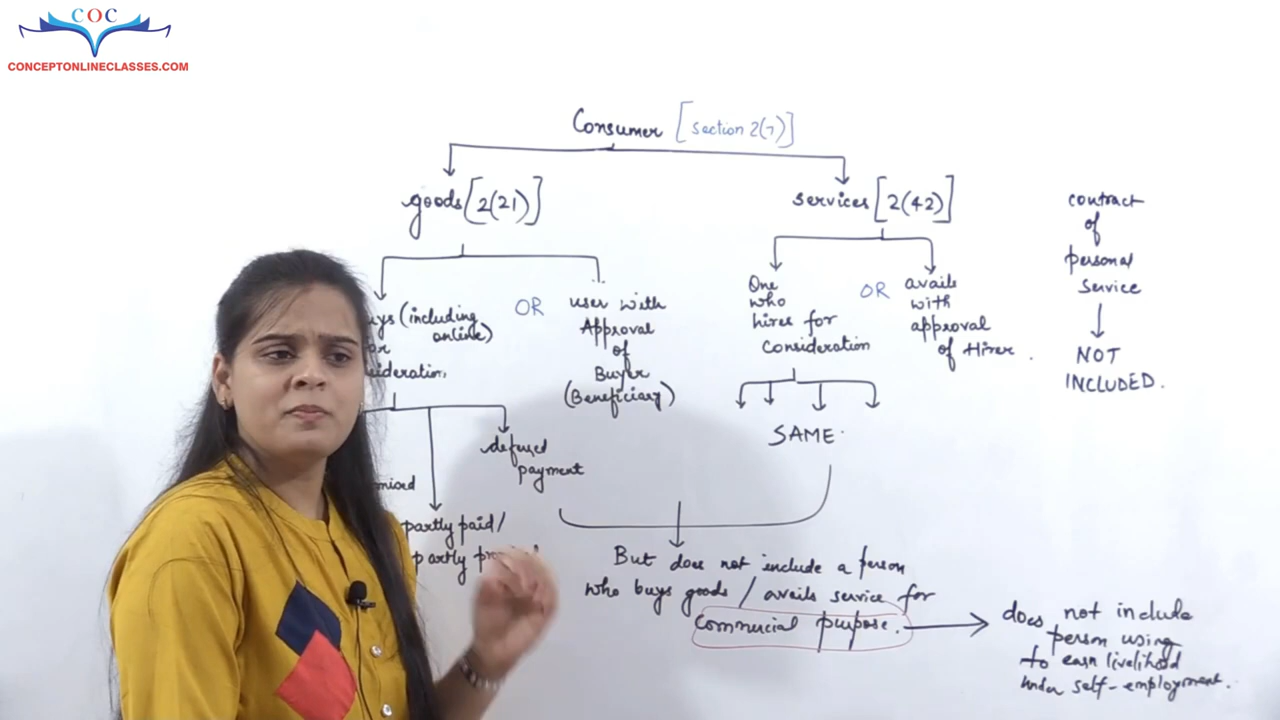 COC
CONCEPTONLINECLASSES.COM
Consumer [section 2(7)]
goods [2(21)]
services [2(42)]
(including
online)
OR
user with
Approval
of
Buyer
(Beneficiary)
One
who
hires for
Consideration
OR
avails
with
approval
of Hirer.
contract
of
personal
service
NOT
INCLUDED.
SAME.
payment
partly paid/
partly
But does not include a person
who buys goods / avails service for
commercial purpose.
does not include
person using
to earn livelihood
under self-employment.